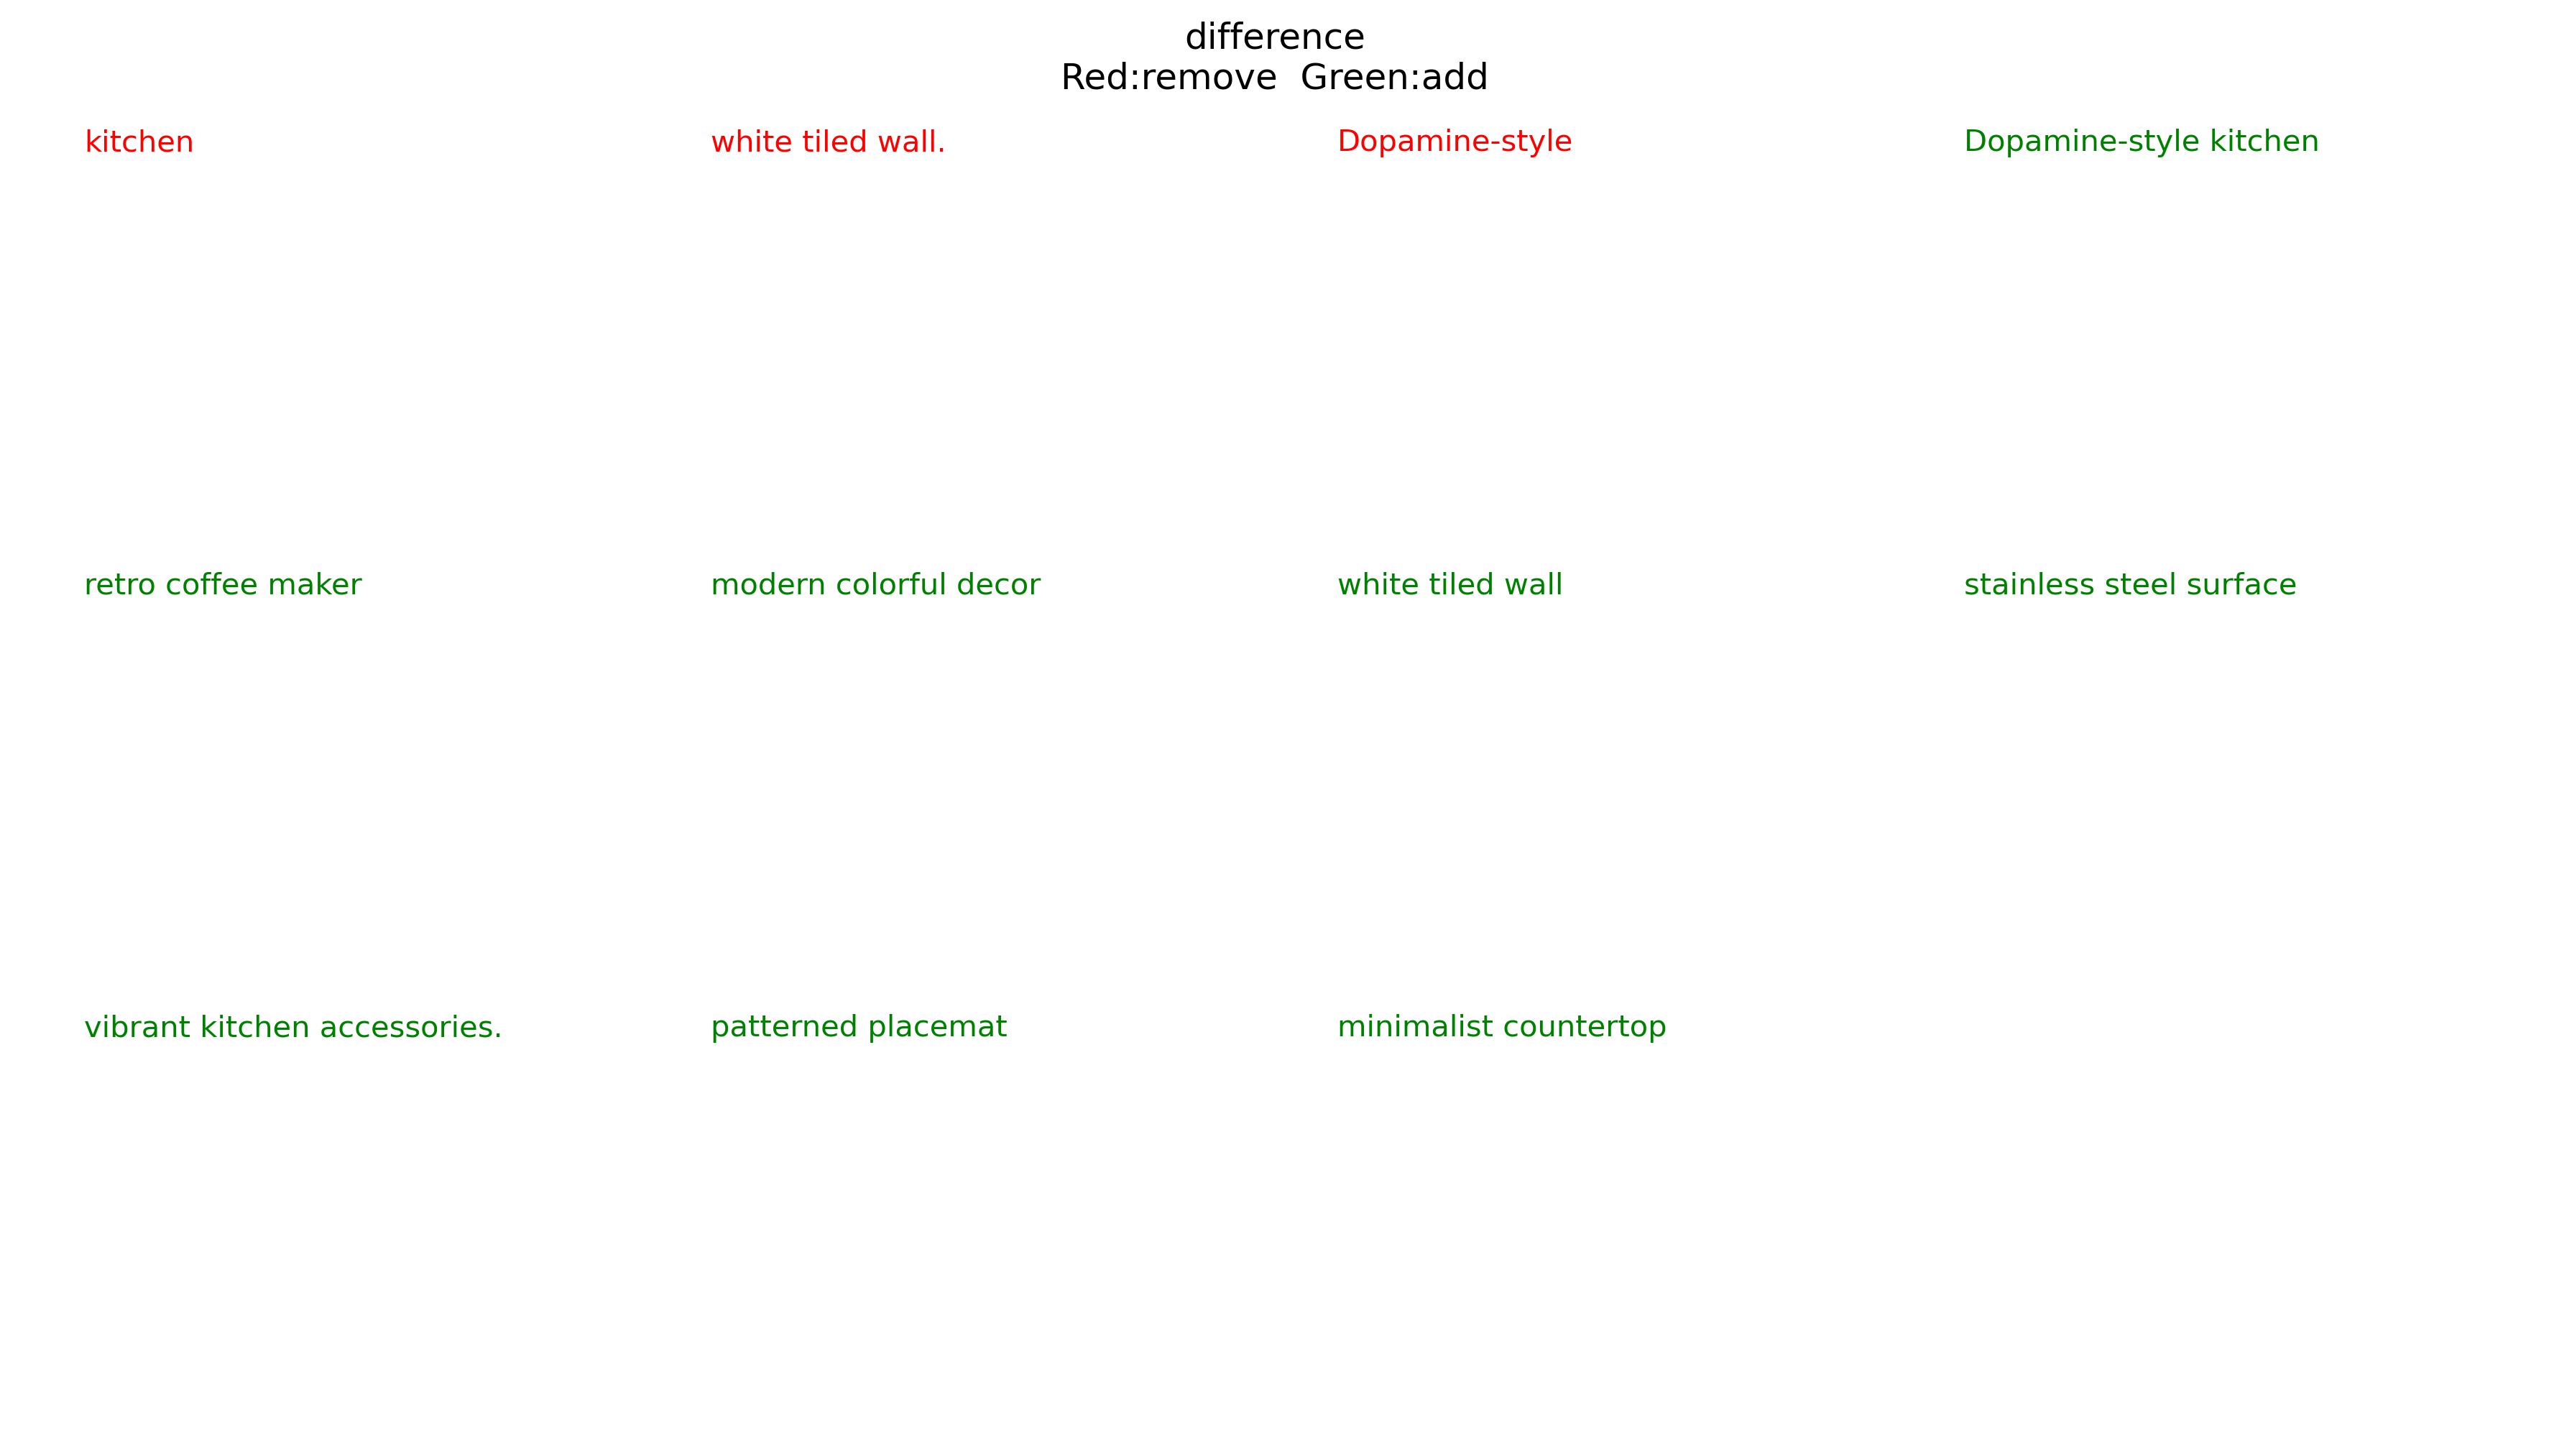 difference
Red:remove  Green:add
kitchen
white tiled wall.
Dopamine-style
Dopamine-style kitchen
retro coffee maker
modern colorful decor
white tiled wall
stainless steel surface
vibrant kitchen accessories.
patterned placemat
minimalist countertop